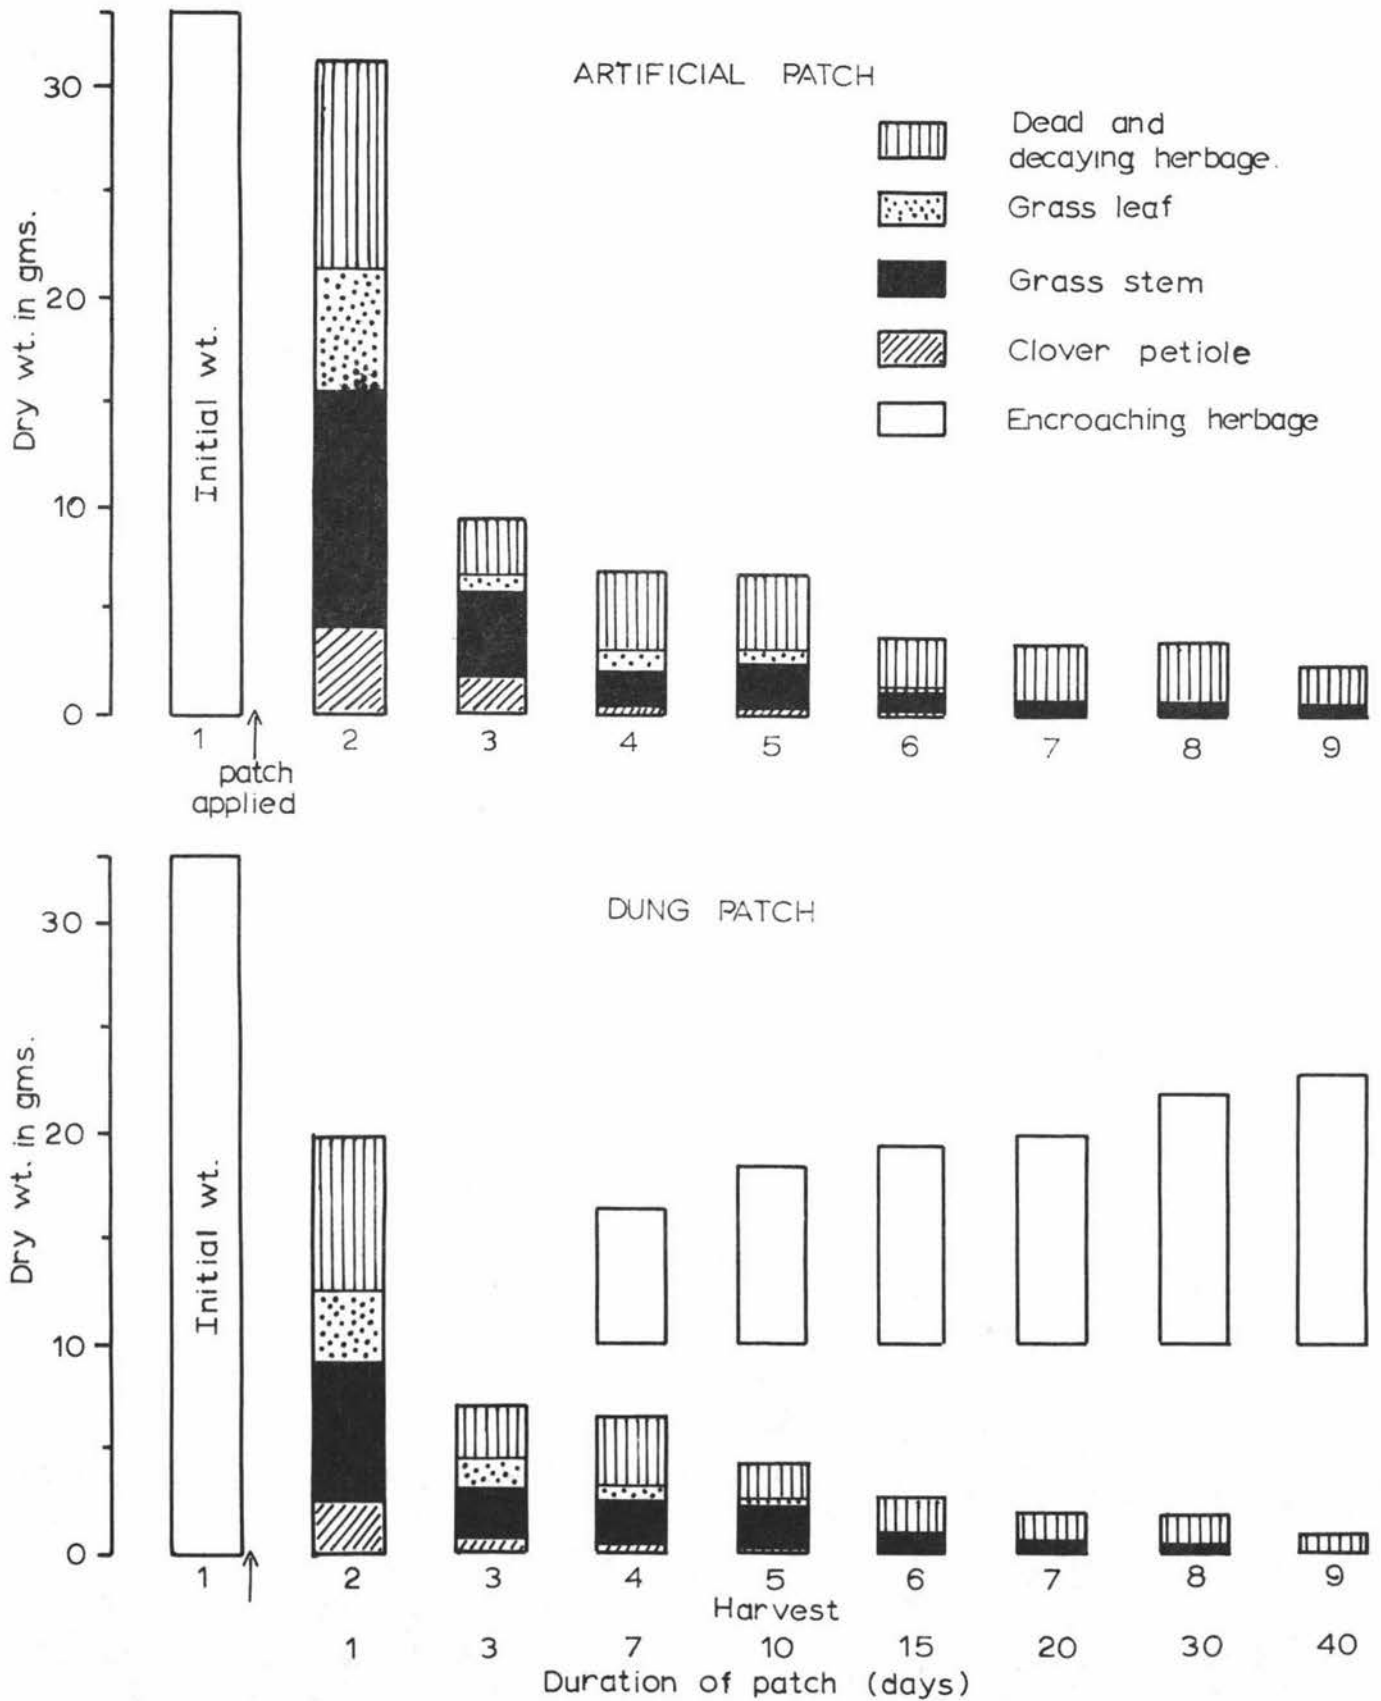 ARTIFICIAL PATCH
Dead and
decaying herbage.
Grass leaf
Grass stem
Clover petiole
Encroaching herbage
Dry wt. in gms.
30
20
10
0
Initial wt.
1 2 3 4 5 6 7 8 9
patch
applied
DUNG PATCH
Dry wt. in gms.
30
20
10
0
Initial wt.
1 2 3 4 5 6 7 8 9
Harvest
1 3 7 10 15 20 30 40
Duration of patch (days)